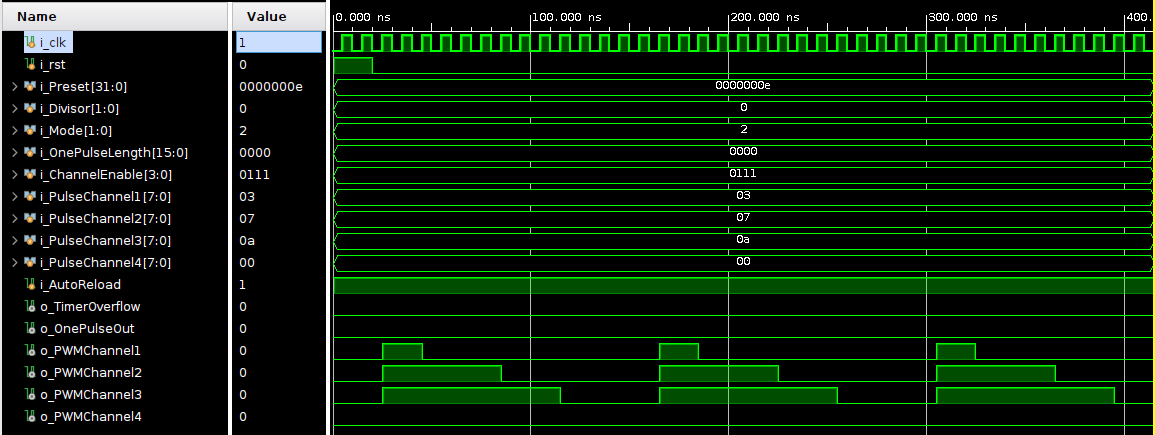 Name Value 0.000 ns 100.000 ns 200.000 ns 300.000 ns 400.
i_clk 1
i_rst 0
i_Preset[31:0] 0000000e 0000000e
i_Divisor[1:0] 0 0
i_Mode[1:0] 2 2
i_OnePulseLength[15:0] 0000 0000
i_ChannelEnable[3:0] 0111 0111
i_PulseChannel1[7:0] 03 03
i_PulseChannel2[7:0] 07 07
i_PulseChannel3[7:0] 0a 0a
i_PulseChannel4[7:0] 00 00
i_AutoReload 1
o_TimerOverflow 0
o_OnePulseOut 0
o_PWMChannel1 0
o_PWMChannel2 0
o_PWMChannel3 0
o_PWMChannel4 0